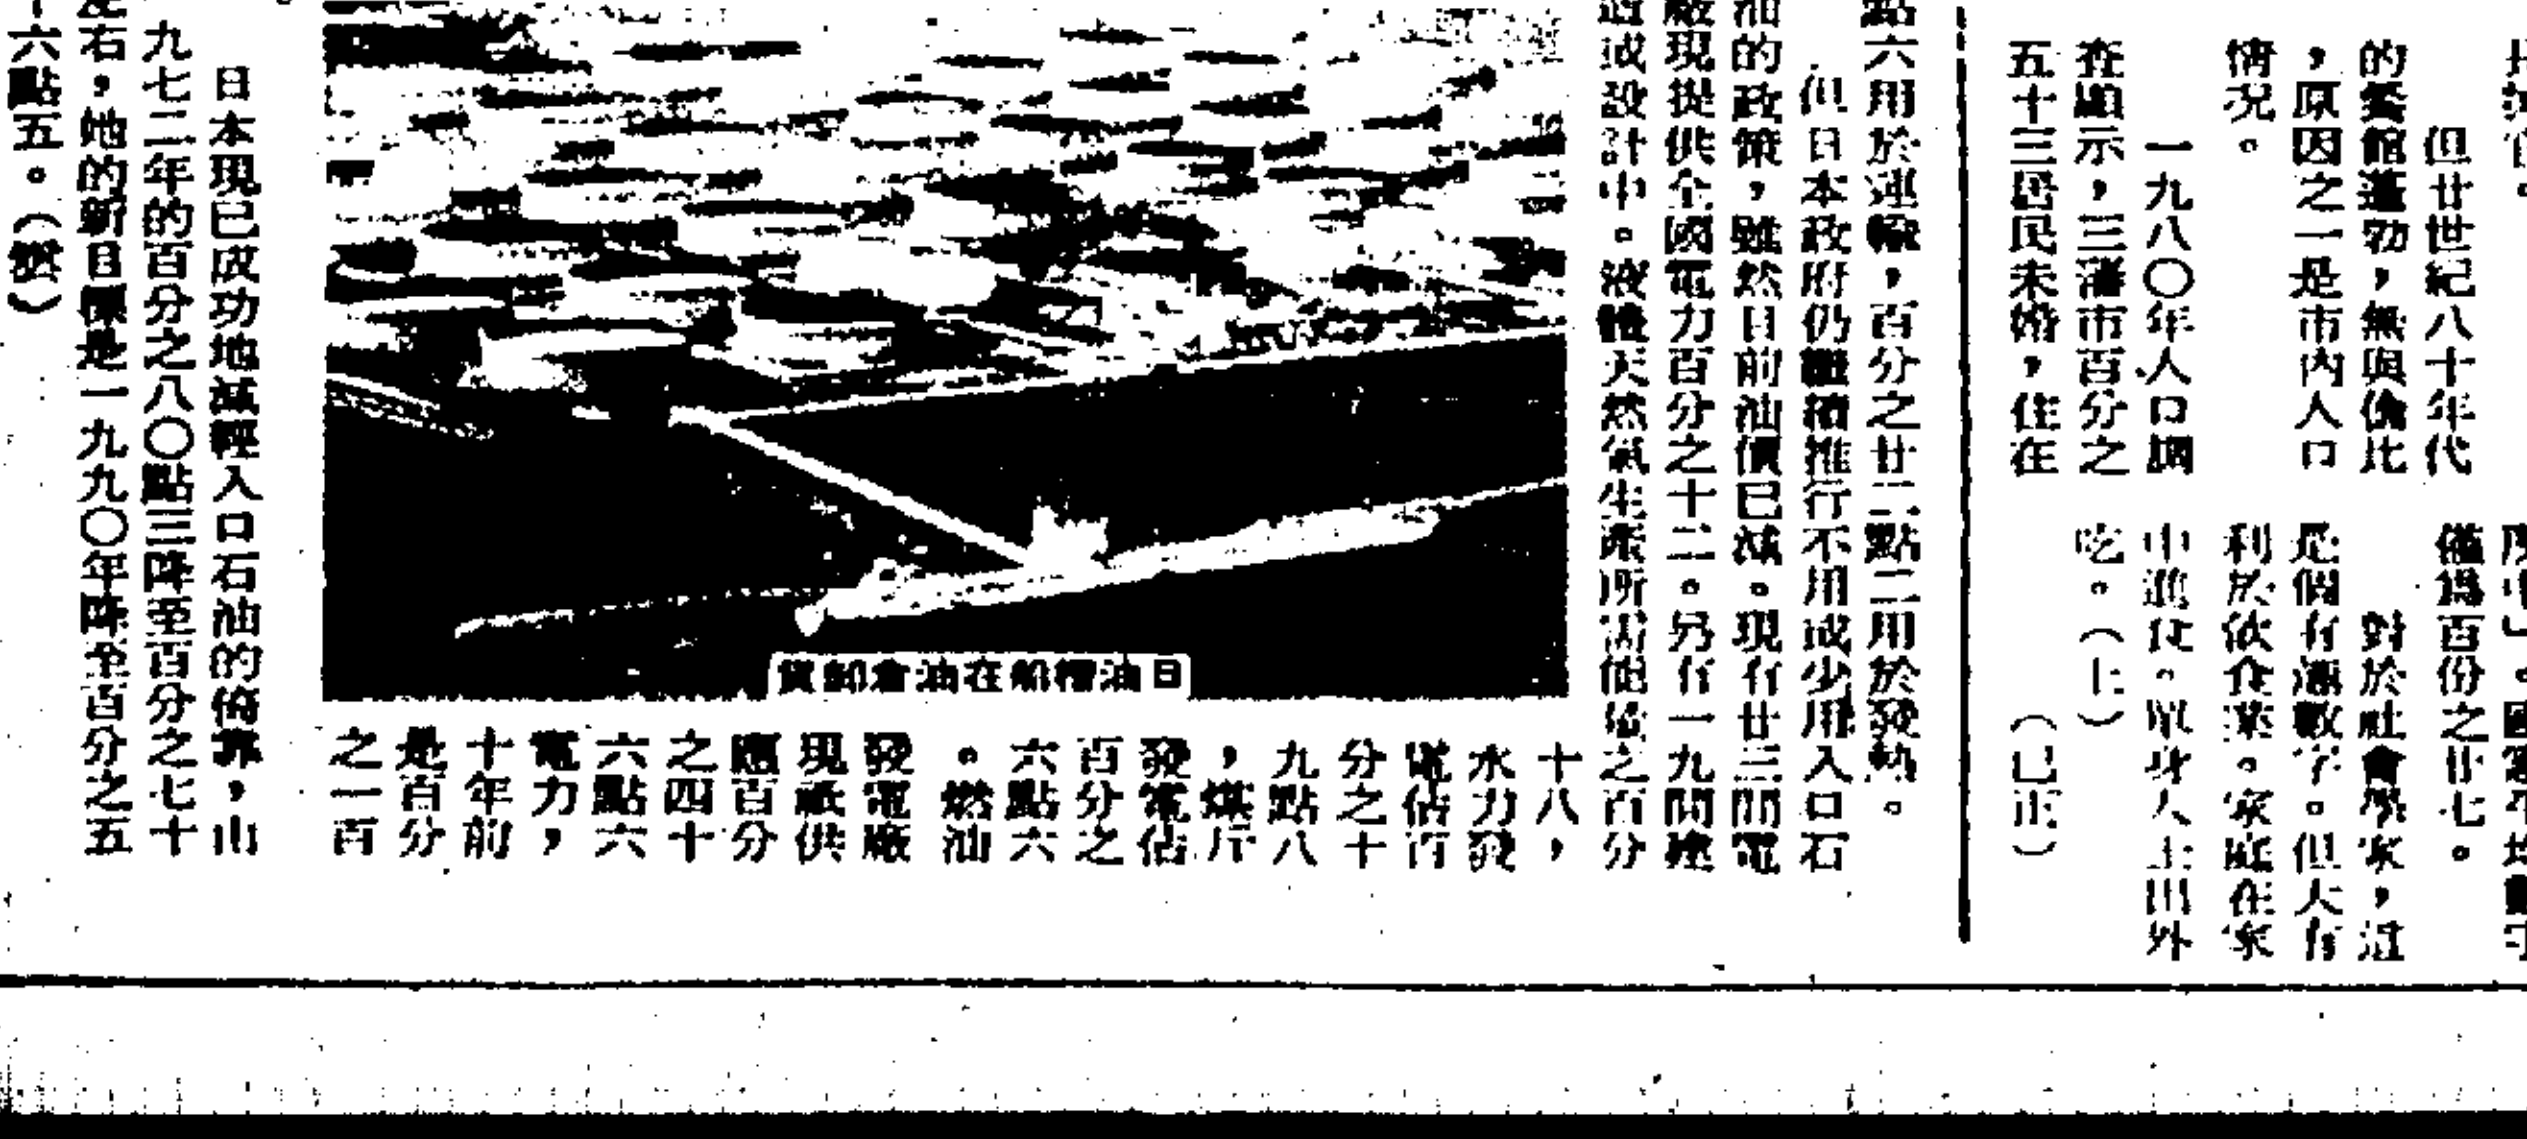 但廿世紀八十年代
的餐館蓬勃，無與倫比
，原因之一是市內人口
情况。
一九八〇年人口調
查顯示，三藩市百分之
五十三居民未婚，住在
僅爲百份之廿七。
對於社會學家，這
是個有趣數字。但大有
利於飲食業。家庭在家
中進食。單身人士出外
吃。（上）
（已正）
點六用於運輸，百分之廿二點二用於發熱。
但日本政府仍繼續推行不用或少用入口石
油的政策，雖然目前油價已減。現有廿三間電
廠現提供全國電力百分之十二。另有一九間建
造或設計中。液體天然氣生產所需能量之百分
十八，
水力發
電佔百
分之十
九點八
，煤斤
發電佔
百分之
六點六
。燃油
發電廠
現祇供
應百分
之四十
六點六
電力，
十年前
是百分
之一百
。
日油槽船在油倉卸貨
日本現已成功地減輕入口石油的倚靠，由
九七二年的百分之八〇點三降至百分之七十
左右，她的新目標是一九九〇年降至百分之五
十六點五。（襟）